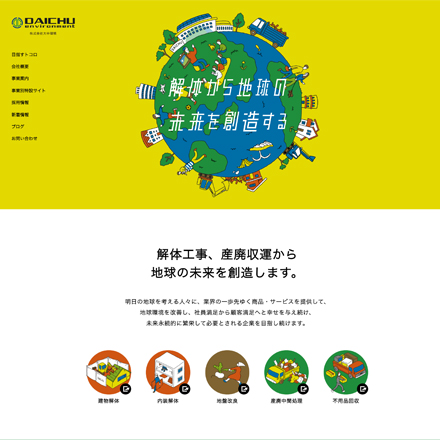 DAICHU
environment
株式会社大中環境
目指すトコロ
会社概要
事業案内
事業別特設サイト
採用情報
新着情報
ブログ
お問い合わせ
解体から地球の
未来を創造する
解体工事、産廃収運から
地球の未来を創造します。
明日の地球を考える人々に、業界の一歩先ゆく商品・サービスを提供して、
地球環境を改善し、社員満足から顧客満足へと幸せを与え続け、
未来永続的に繁栄して必要とされる企業を目指し続けます。
建物解体
内装解体
地盤改良
産廃中間処理
不用品回収